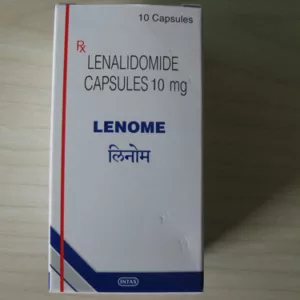 10 Capsules
Rx
LENALIDOMIDE
CAPSULES 10 mg
LENOME
लिनोम
INTAS